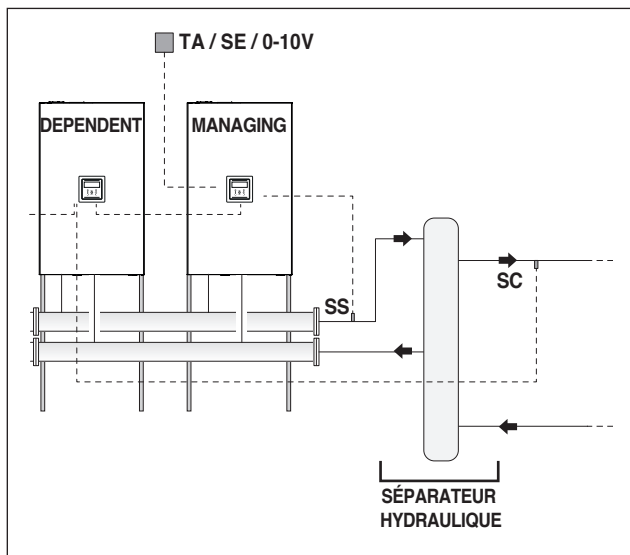 TA / SE / 0-10V
DEPENDENT
MANAGING
SS
SC
SÉPARATEUR
HYDRAULIQUE